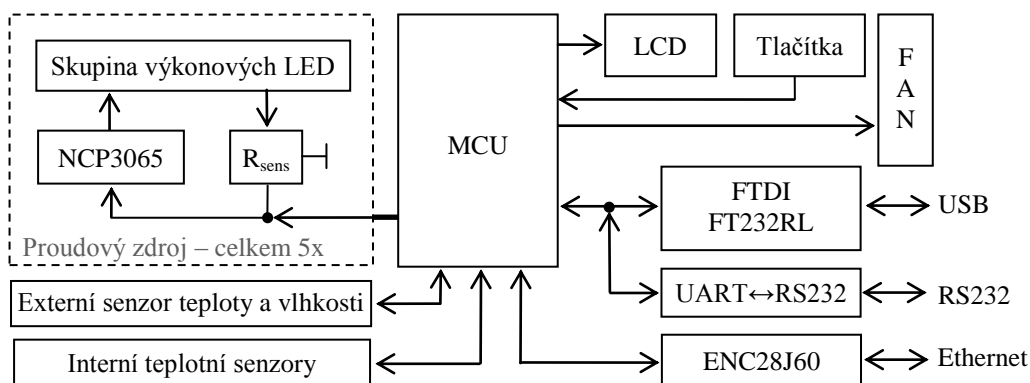 Skupina výkonových LED
NCP3065
Rsens
Proudový zdroj – celkem 5x
MCU
LCD
Tlačítka
F
A
N
FTDI
FT232RL
USB
UART↔RS232
RS232
ENC28J60
Ethernet
Externí senzor teploty a vlhkosti
Interní teplotní senzory